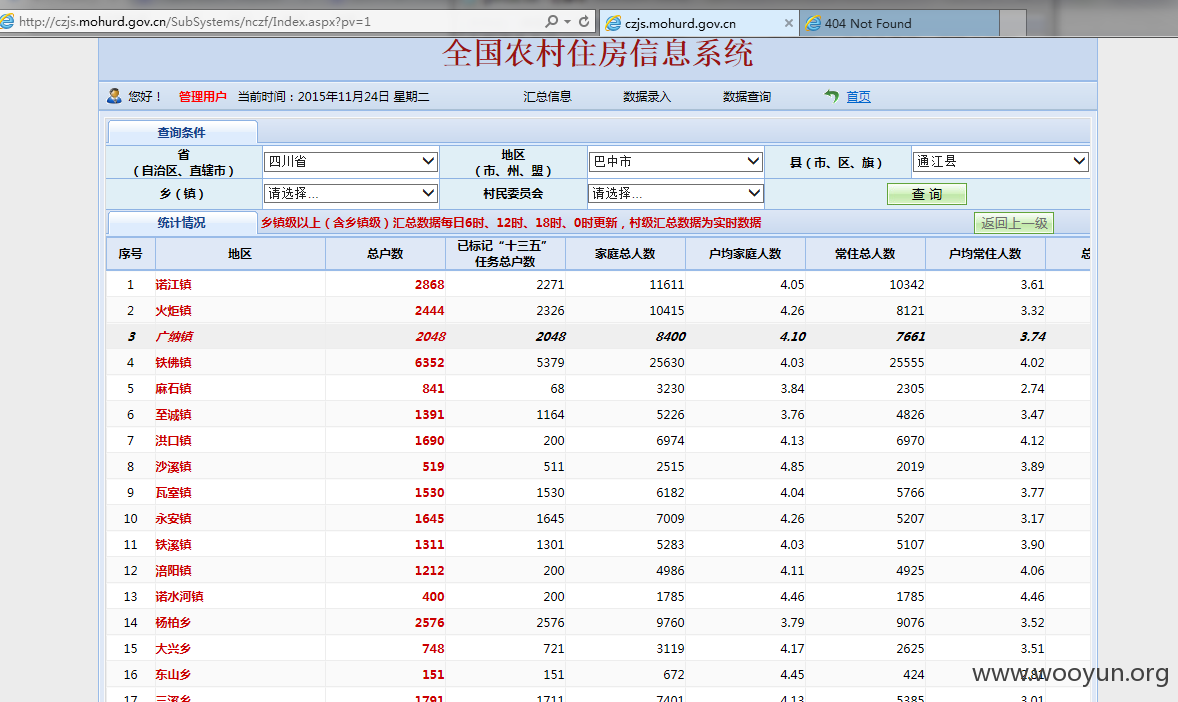 http://czjs.mohurd.gov.cn/SubSystems/nczf/Index.aspx?pv=1 czjs.mohurd.gov.cn 404 Not Found
全国农村住房信息系统
您好！ 管理用户 当前时间：2015年11月24日 星期二 汇总信息 数据录入 数据查询 首页
查询条件
省（自治区、直辖市） 四川省 地区（市、州、盟） 巴中市 县（市、区、旗） 通江县
乡（镇） 请选择... 村民委员会 请选择... 查 询
统计情况 乡镇级以上（含乡镇级）汇总数据每日6时、12时、18时、0时更新，村级汇总数据为实时数据 返回上一级
序号 地区 总户数 已标记“十三五”任务总户数 家庭总人数 户均家庭人数 常住总人数 户均常住人数 总
1 诺江镇 2868 2271 11611 4.05 10342 3.61
2 火炬镇 2444 2326 10415 4.26 8121 3.32
3 广纳镇 2048 2048 8400 4.10 7661 3.74
4 铁佛镇 6352 5379 25630 4.03 25555 4.02
5 麻石镇 841 68 3230 3.84 2305 2.74
6 至诚镇 1391 1164 5226 3.76 4826 3.47
7 洪口镇 1690 200 6974 4.13 6970 4.12
8 沙溪镇 519 511 2515 4.85 2019 3.89
9 瓦室镇 1530 1530 6182 4.04 5766 3.77
10 永安镇 1645 1645 7009 4.26 5207 3.17
11 铁溪镇 1311 1301 5283 4.03 5107 3.90
12 涪阳镇 1212 200 4986 4.11 4925 4.06
13 诺水河镇 400 200 1785 4.46 1785 4.46
14 杨柏乡 2576 2576 9760 3.79 9076 3.52
15 大兴乡 748 721 3119 4.17 2625 3.51
16 东山乡 151 151 672 4.45 424 2.81
17 三溪乡 1791 1711 7401 4.13 5385 3.01
www.wooyun.org